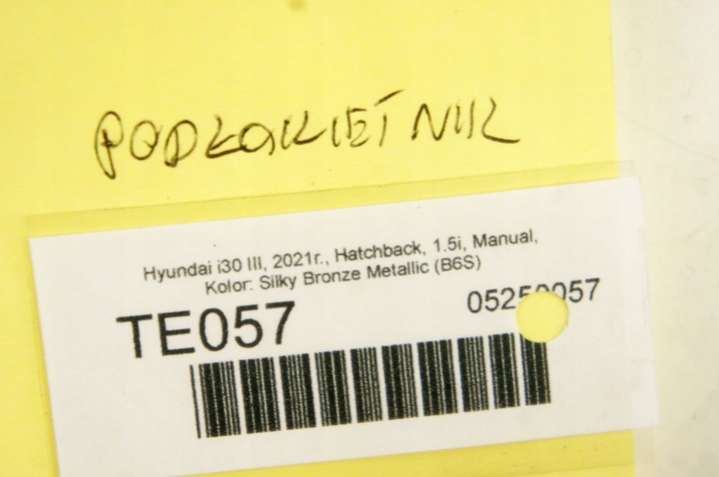 PODŁOKIETNIK
Hyundai i30 III, 2021r., Hatchback, 1.5i, Manual,
Kolor: Silky Bronze Metallic (B6S)
TE057